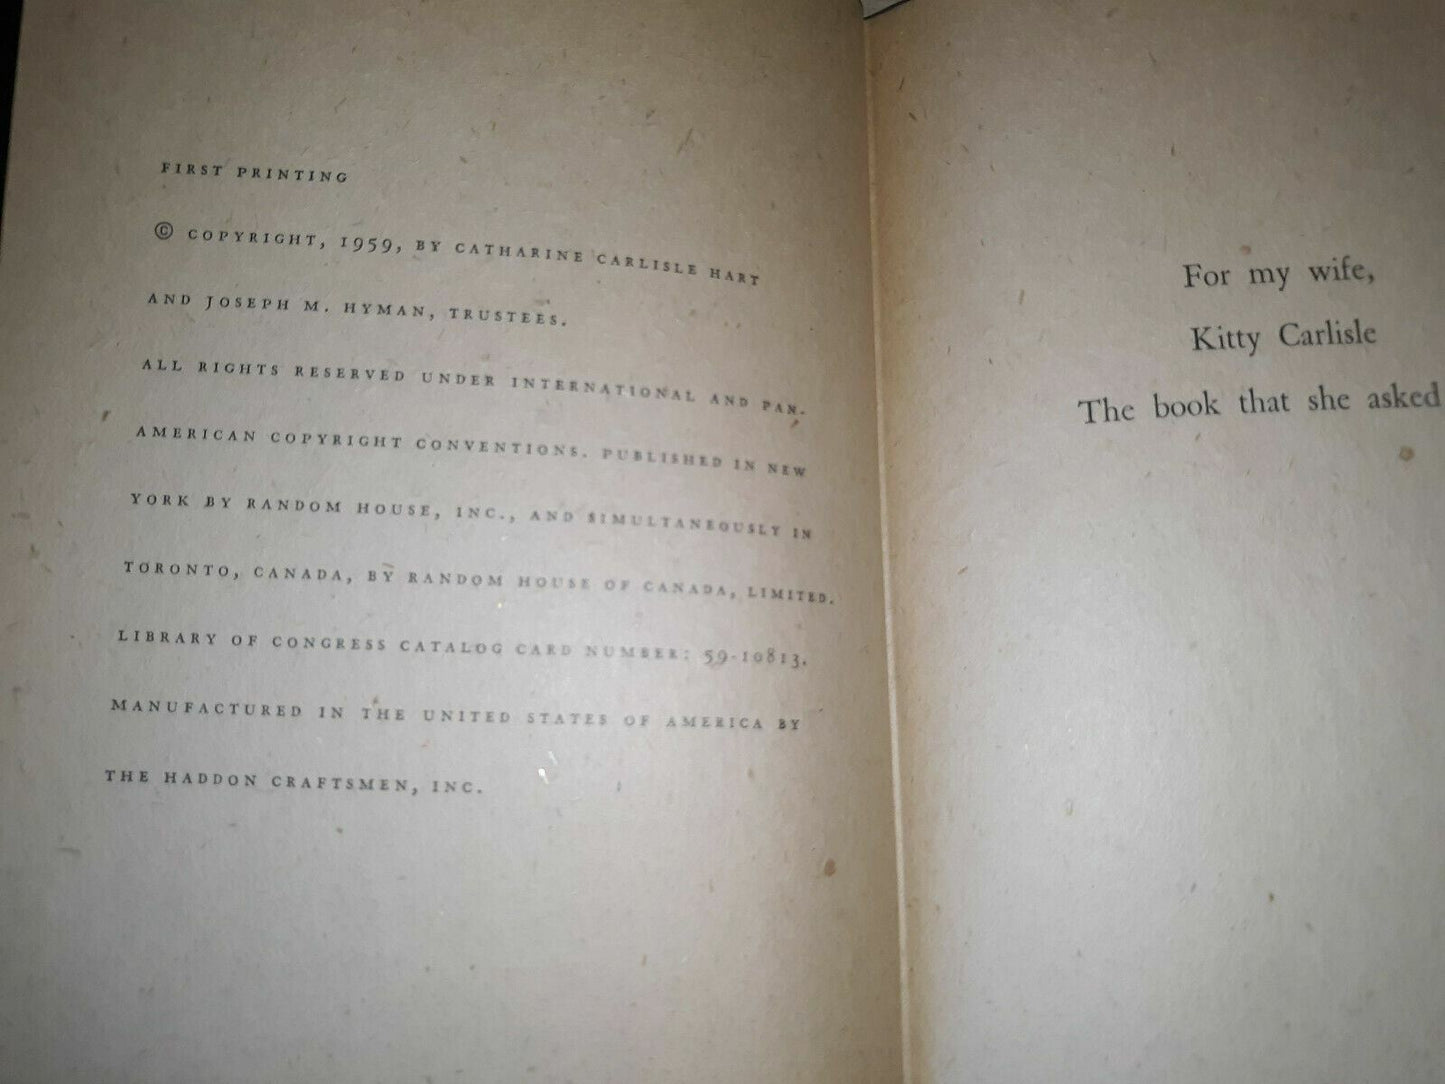 FIRST PRINTING
© COPYRIGHT, 1959, BY CATHARINE CARLISLE HART
AND JOSEPH M. HYMAN, TRUSTEES.
ALL RIGHTS RESERVED UNDER INTERNATIONAL AND PAN-
AMERICAN COPYRIGHT CONVENTIONS. PUBLISHED IN NEW
YORK BY RANDOM HOUSE, INC., AND SIMULTANEOUSLY IN
TORONTO, CANADA, BY RANDOM HOUSE OF CANADA, LIMITED.
LIBRARY OF CONGRESS CATALOG CARD NUMBER: 59-10813.
MANUFACTURED IN THE UNITED STATES OF AMERICA BY
THE HADDON CRAFTSMEN, INC.
For my wife,
Kitty Carlisle
The book that she asked